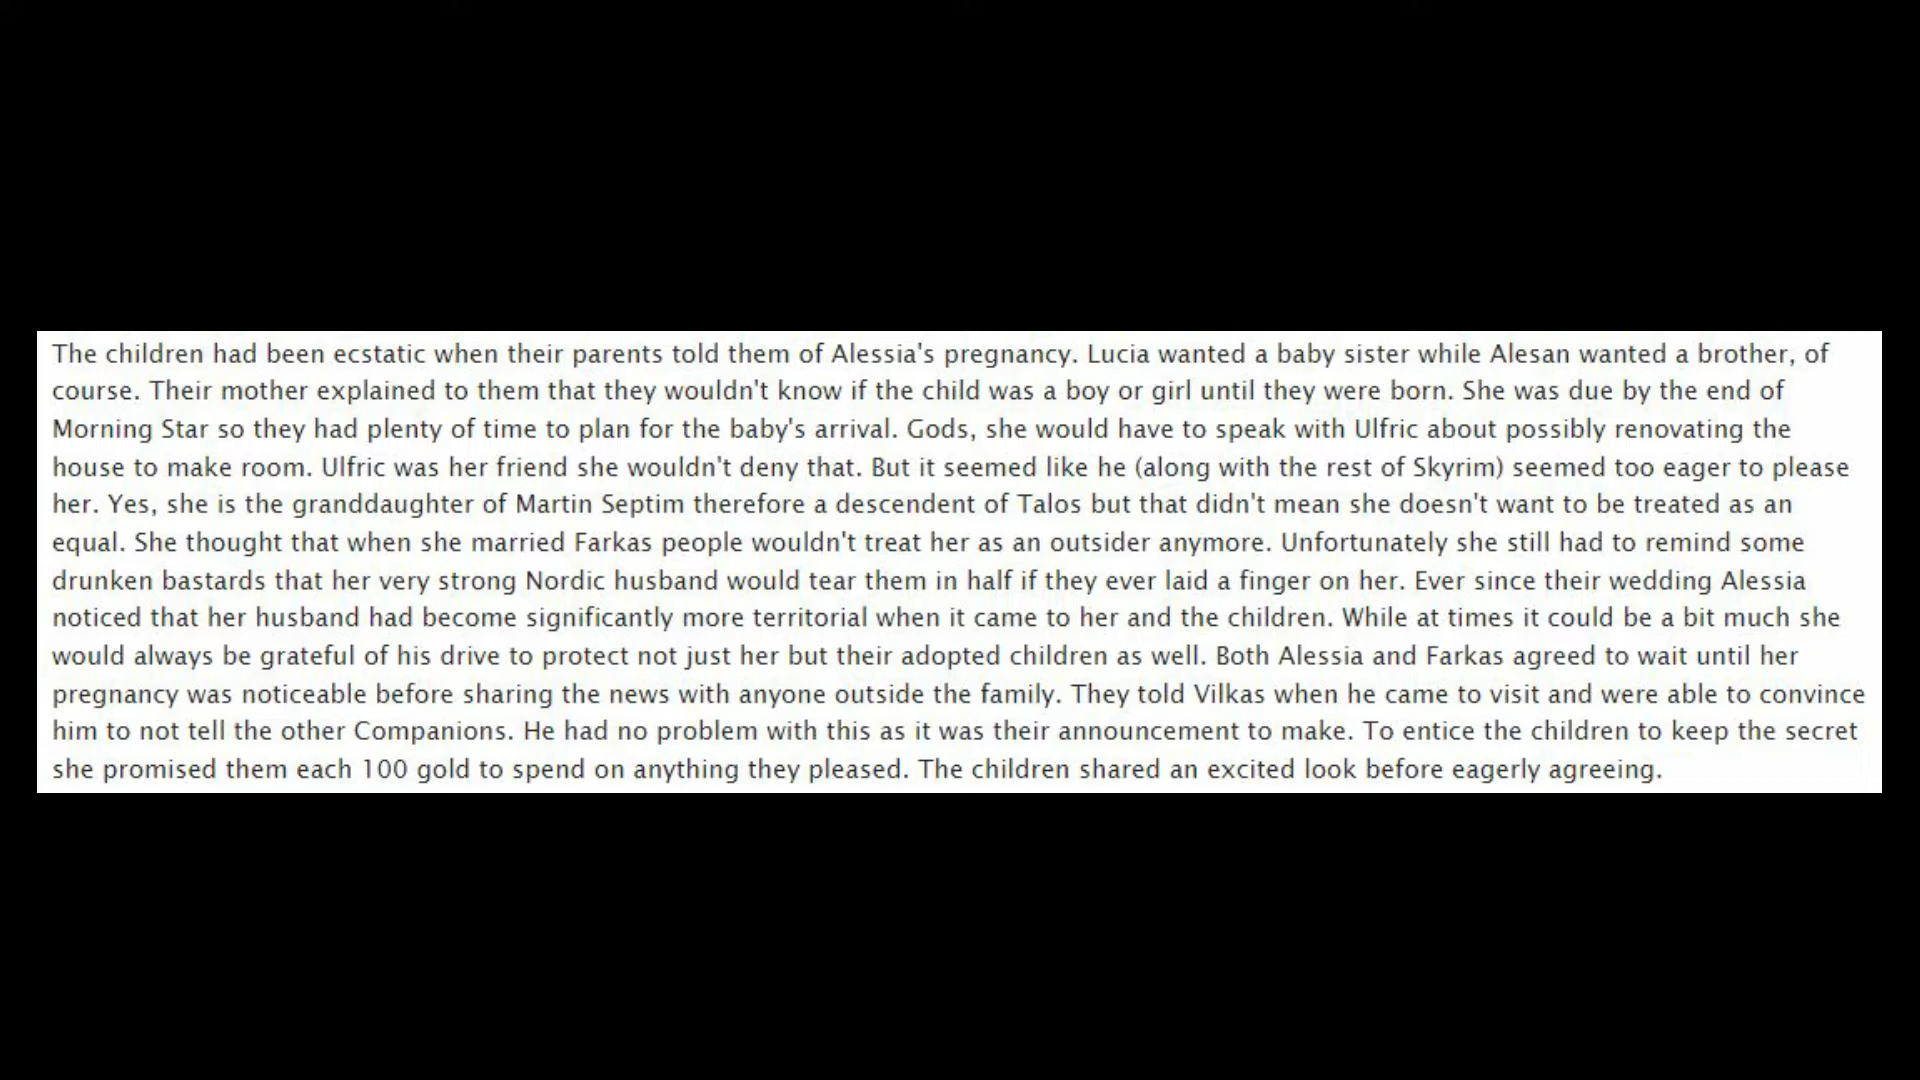 The children had been ecstatic when their parents told them of Alessia's pregnancy. Lucia wanted a baby sister while Alesan wanted a brother, of
course. Their mother explained to them that they wouldn't know if the child was a boy or girl until they were born. She was due by the end of
Morning Star so they had plenty of time to plan for the baby's arrival. Gods, she would have to speak with Ulfric about possibly renovating the
house to make room. Ulfric was her friend she wouldn't deny that. But it seemed like he (along with the rest of Skyrim) seemed too eager to please
her. Yes, she is the granddaughter of Martin Septim therefore a descendent of Talos but that didn't mean she doesn't want to be treated as an
equal. She thought that when she married Farkas people wouldn't treat her as an outsider anymore. Unfortunately she still had to remind some
drunken bastards that her very strong Nordic husband would tear them in half if they ever laid a finger on her. Ever since their wedding Alessia
noticed that her husband had become significantly more territorial when it came to her and the children. While at times it could be a bit much she
would always be grateful of his drive to protect not just her but their adopted children as well. Both Alessia and Farkas agreed to wait until her
pregnancy was noticeable before sharing the news with anyone outside the family. They told Vilkas when he came to visit and were able to convince
him to not tell the other Companions. He had no problem with this as it was their announcement to make. To entice the children to keep the secret
she promised them each 100 gold to spend on anything they pleased. The children shared an excited look before eagerly agreeing.